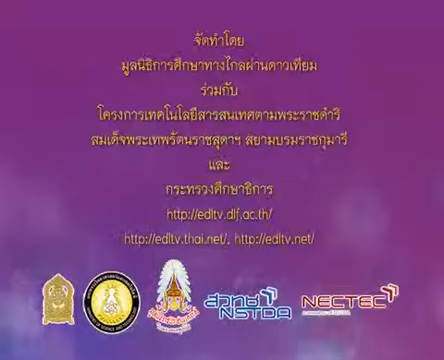 จัดทำโดย
มูลนิธิการศึกษาทางไกลผ่านดาวเทียม
ร่วมกับ
โครงการเทคโนโลยีสารสนเทศตามพระราชดำริ
สมเด็จพระเทพรัตนราชสุดาฯ สยามบรมราชกุมารี
และ
กระทรวงศึกษาธิการ
http://edltv.dlf.ac.th/
http://edltv.thai.net/, http://edltv.net/
สวทช
NSTDA
NECTEC